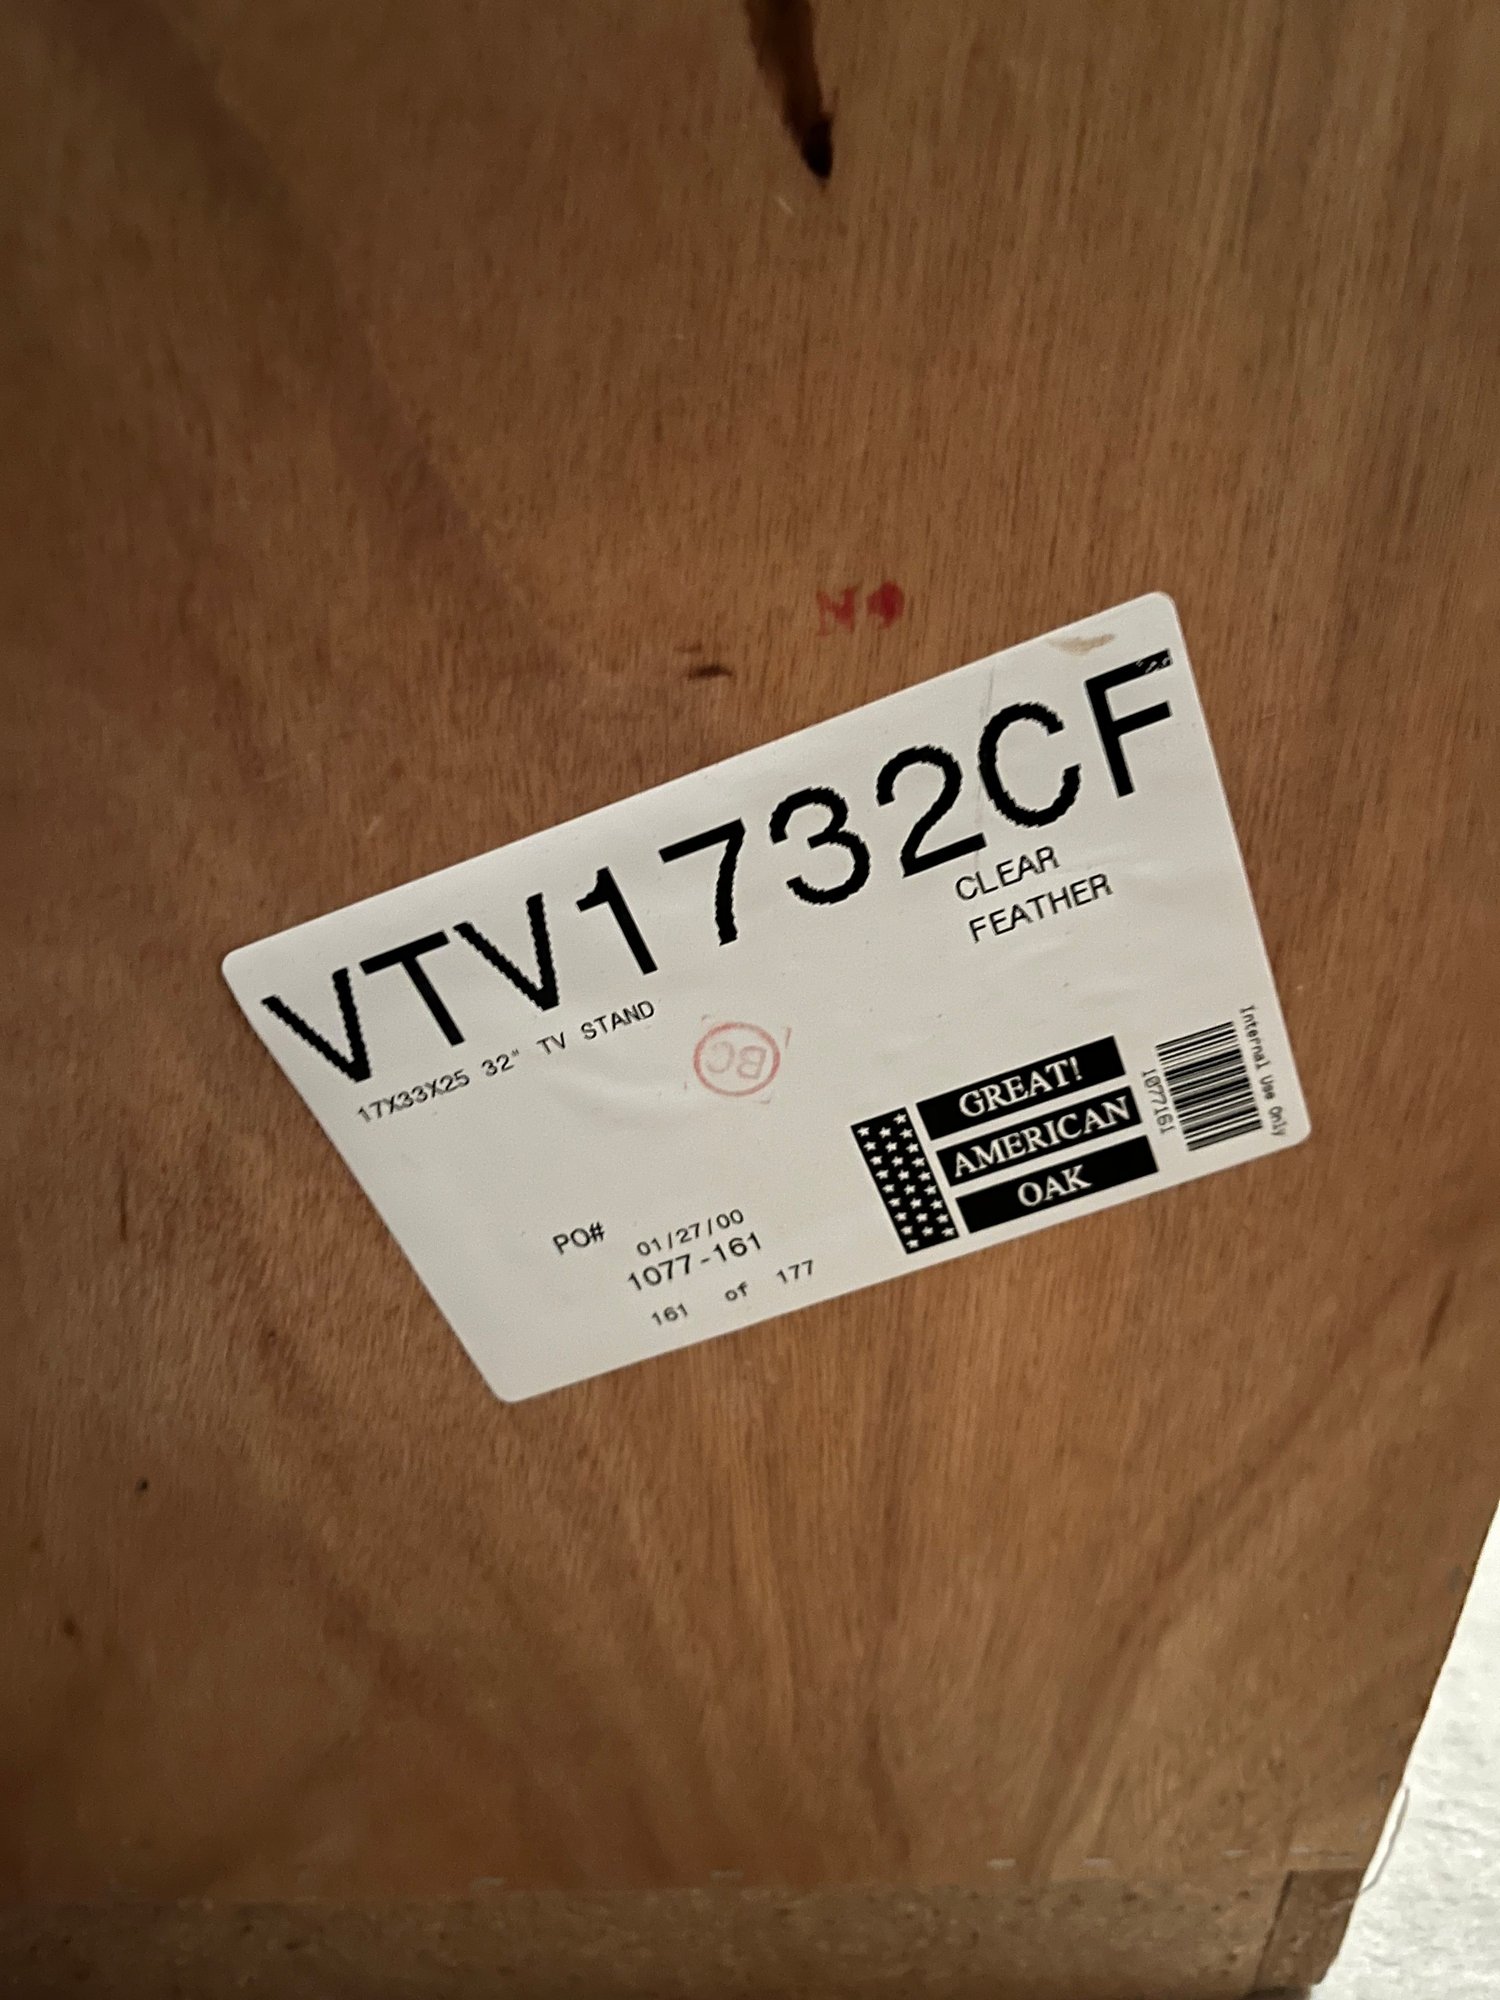 VTV1732CF
17X33X25 32" TV STAND
CLEAR
FEATHER
BC
PO#
01/27/00
1077-161
161 of 177
GREAT!
AMERICAN
OAK
1077161
Internal Use Only